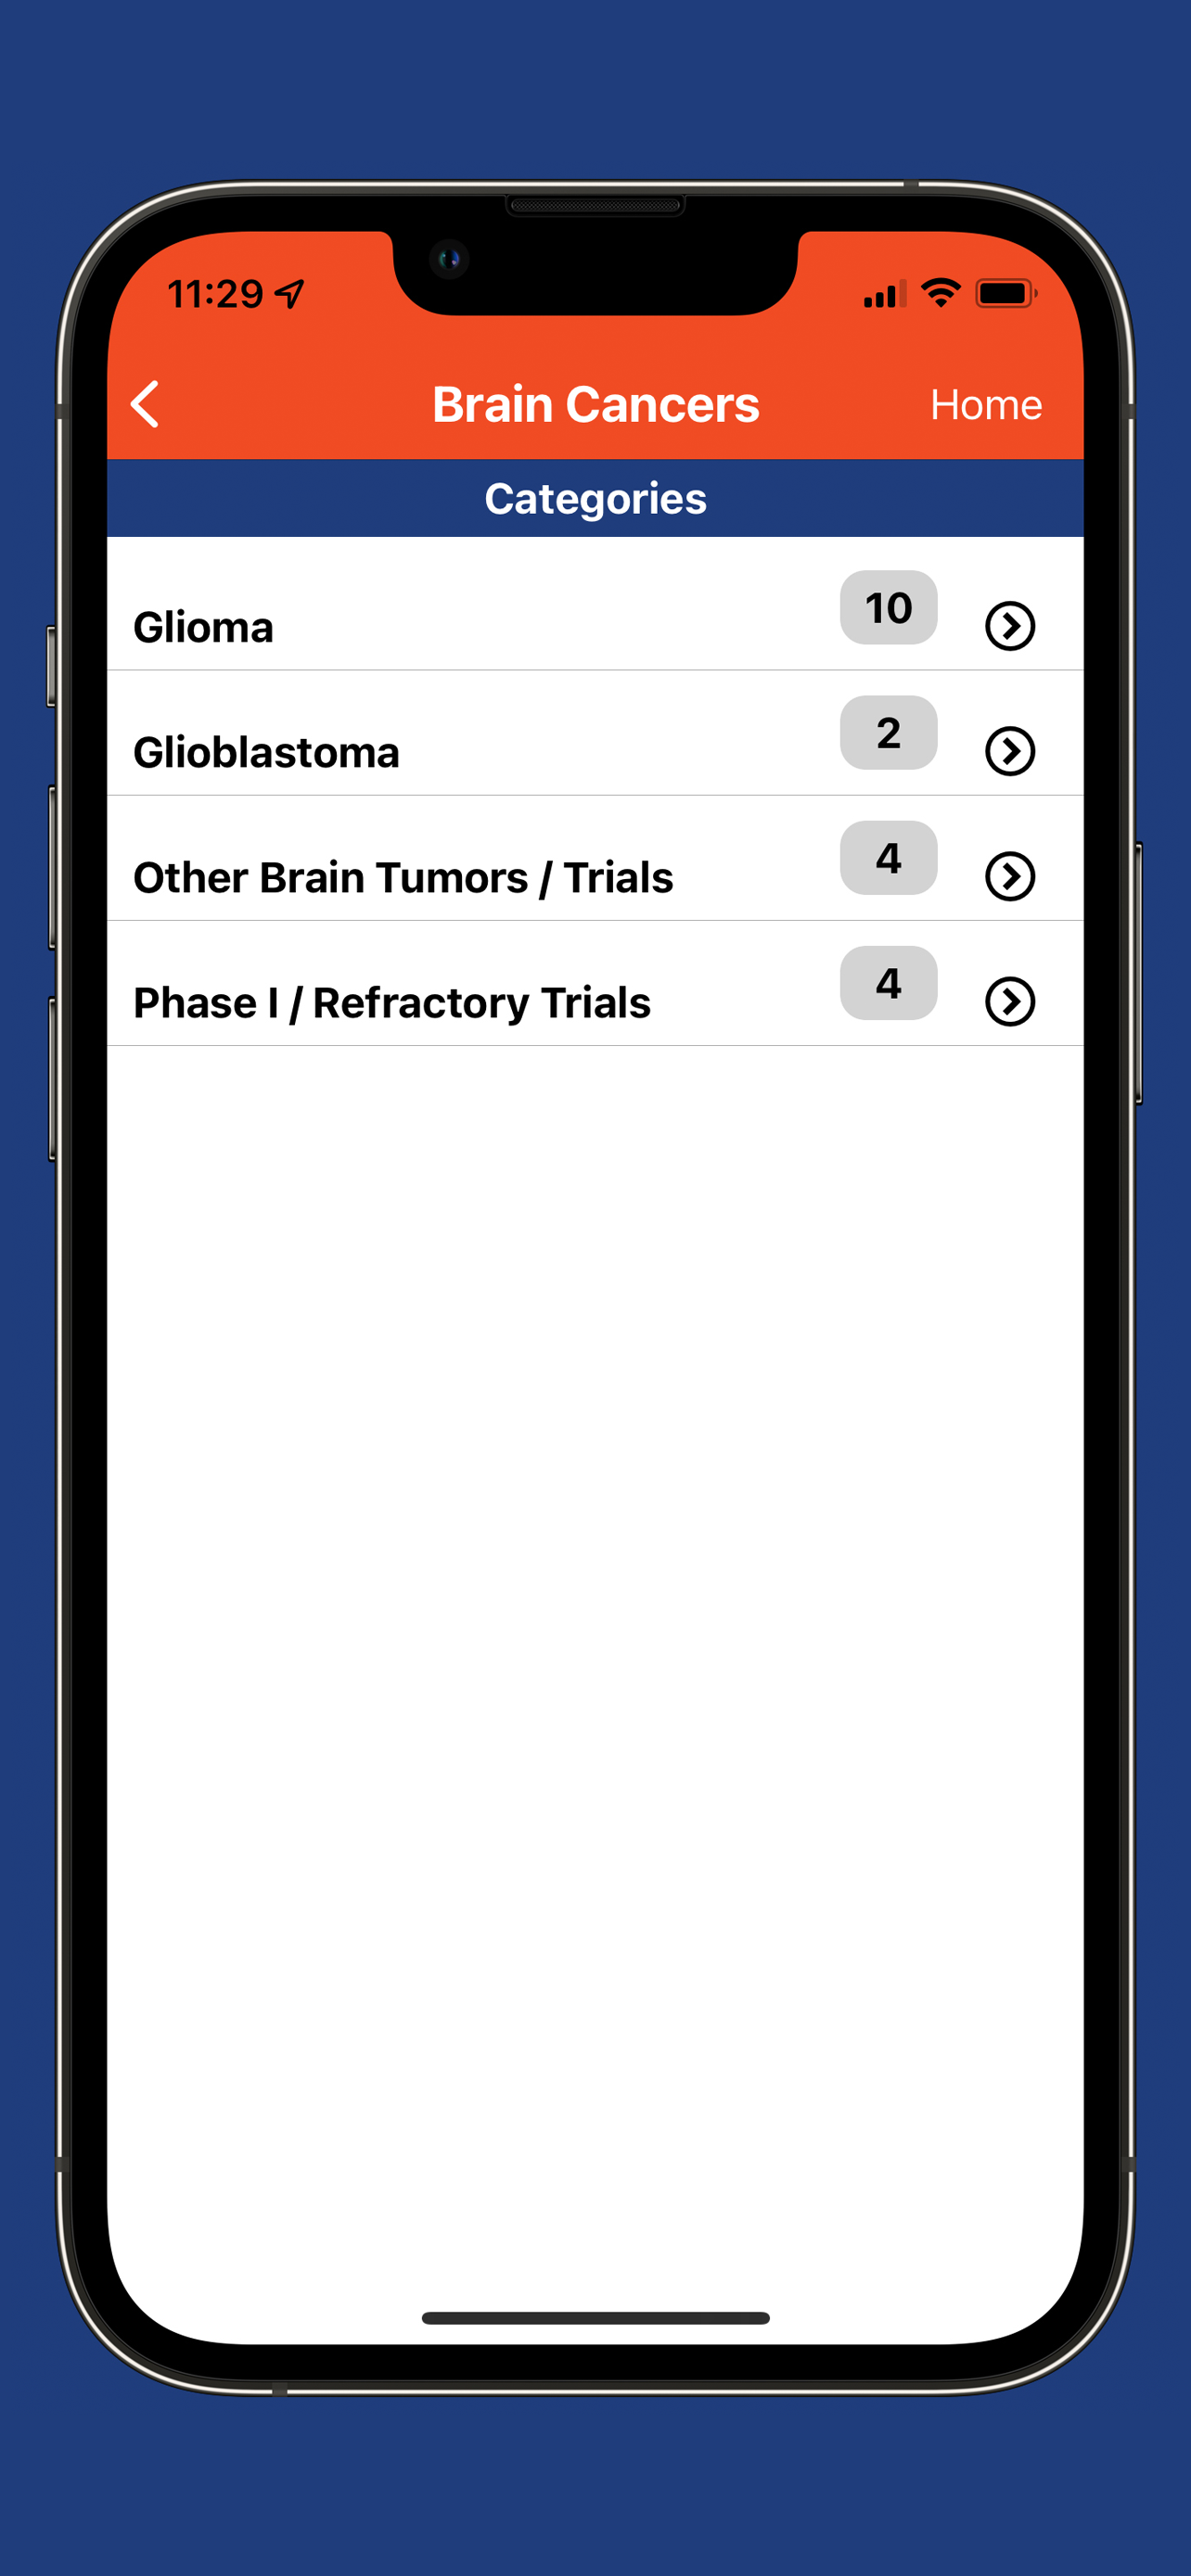 11:29
Brain Cancers Home
Categories
Glioma 10
Glioblastoma 2
Other Brain Tumors / Trials 4
Phase I / Refractory Trials 4